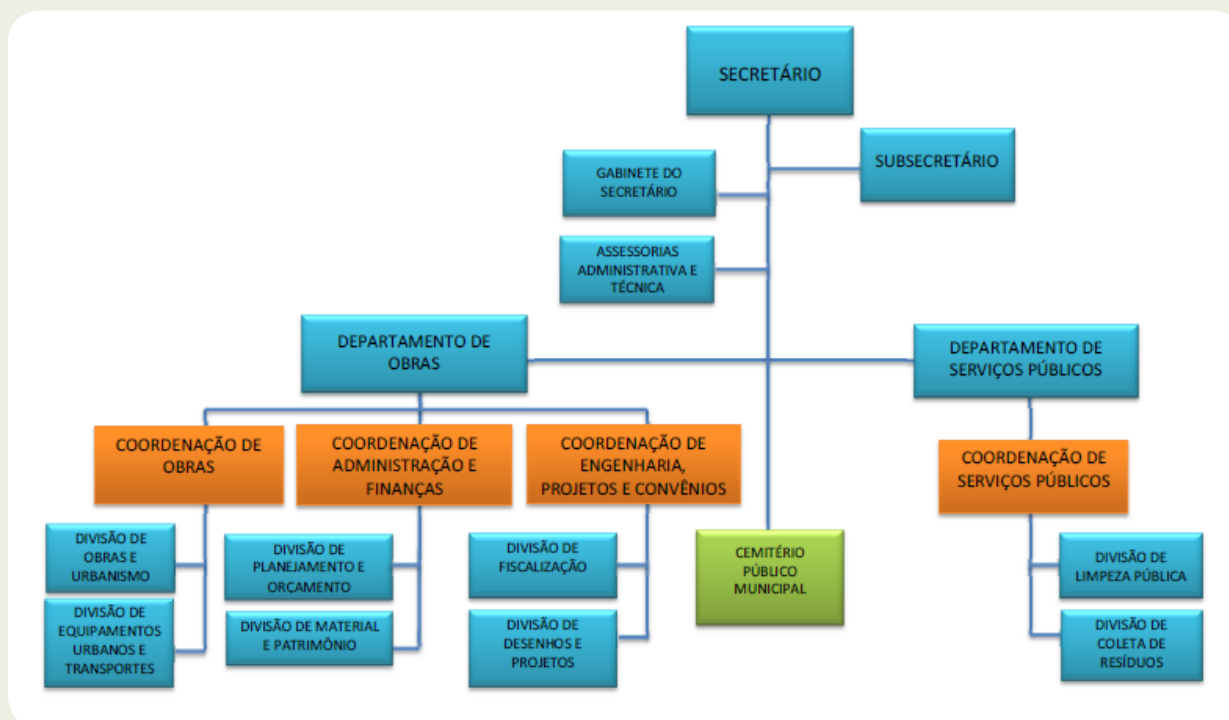 SECRETÁRIO
SUBSECRETÁRIO
GABINETE DO
SECRETÁRIO
ASSESSORIAS
ADMINISTRATIVA E
TÉCNICA
DEPARTAMENTO DE
OBRAS
DEPARTAMENTO DE
SERVIÇOS PÚBLICOS
COORDENAÇÃO DE
OBRAS
COORDENAÇÃO DE
ADMINISTRAÇÃO E
FINANÇAS
COORDENAÇÃO DE
ENGENHARIA,
PROJETOS E CONVÊNIOS
COORDENAÇÃO DE
SERVIÇOS PÚBLICOS
DIVISÃO DE
OBRAS E
URBANISMO
DIVISÃO DE
PLANEJAMENTO E
ORÇAMENTO
DIVISÃO DE
FISCALIZAÇÃO
CEMITÉRIO
PÚBLICO
MUNICIPAL
DIVISÃO DE
LIMPEZA PÚBLICA
DIVISÃO DE
EQUIPAMENTOS
URBANOS E
TRANSPORTES
DIVISÃO DE MATERIAL
E PATRIMÔNIO
DIVISÃO DE
DESENHOS E
PROJETOS
DIVISÃO DE
COLETA DE
RESÍDUOS